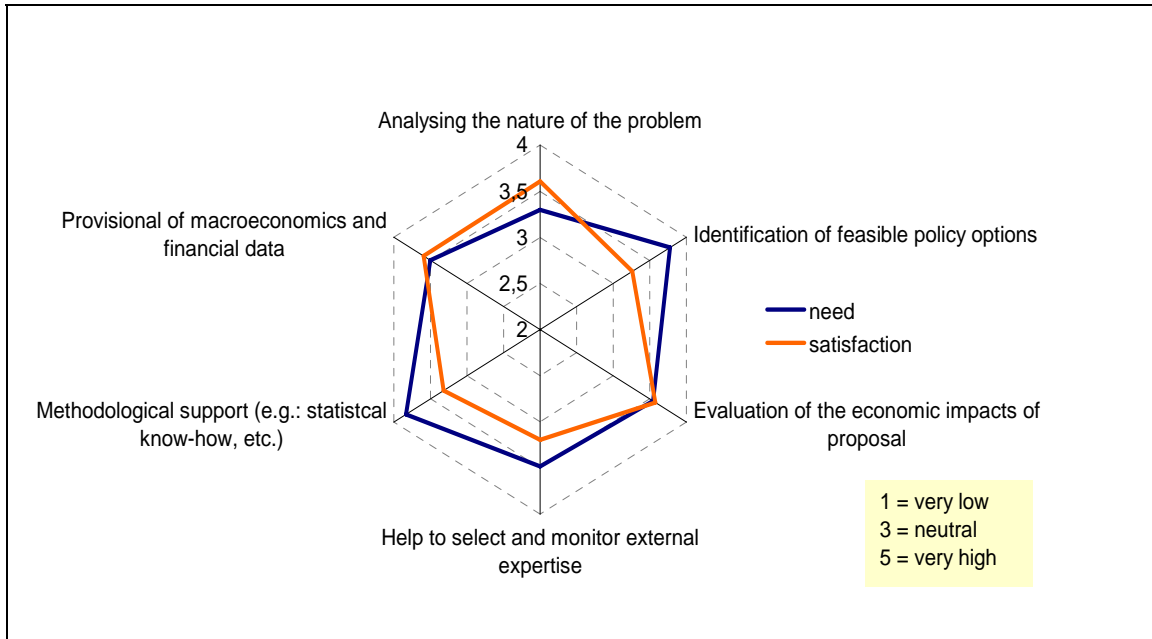 Analysing the nature of the problem
4
3,5
3
2,5
2
Provisional of macroeconomics and
financial data
Identification of feasible policy options
need
satisfaction
Methodological support (e.g.: statistcal
know-how, etc.)
Evaluation of the economic impacts of
proposal
Help to select and monitor external
expertise
1 = very low
3 = neutral
5 = very high